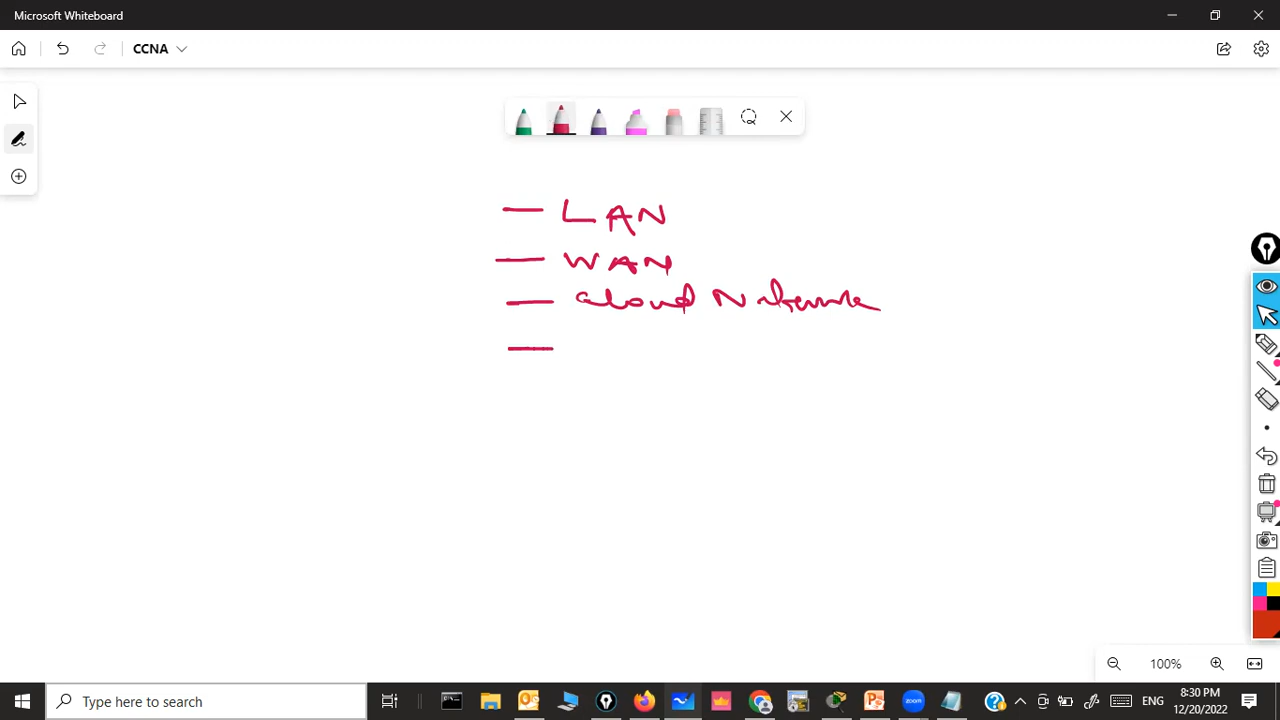 Microsoft Whiteboard
CCNA
— LAN
— WAN
— cloud Network
—
100%
Type here to search
zoom
ENG
8:30 PM
12/20/2022